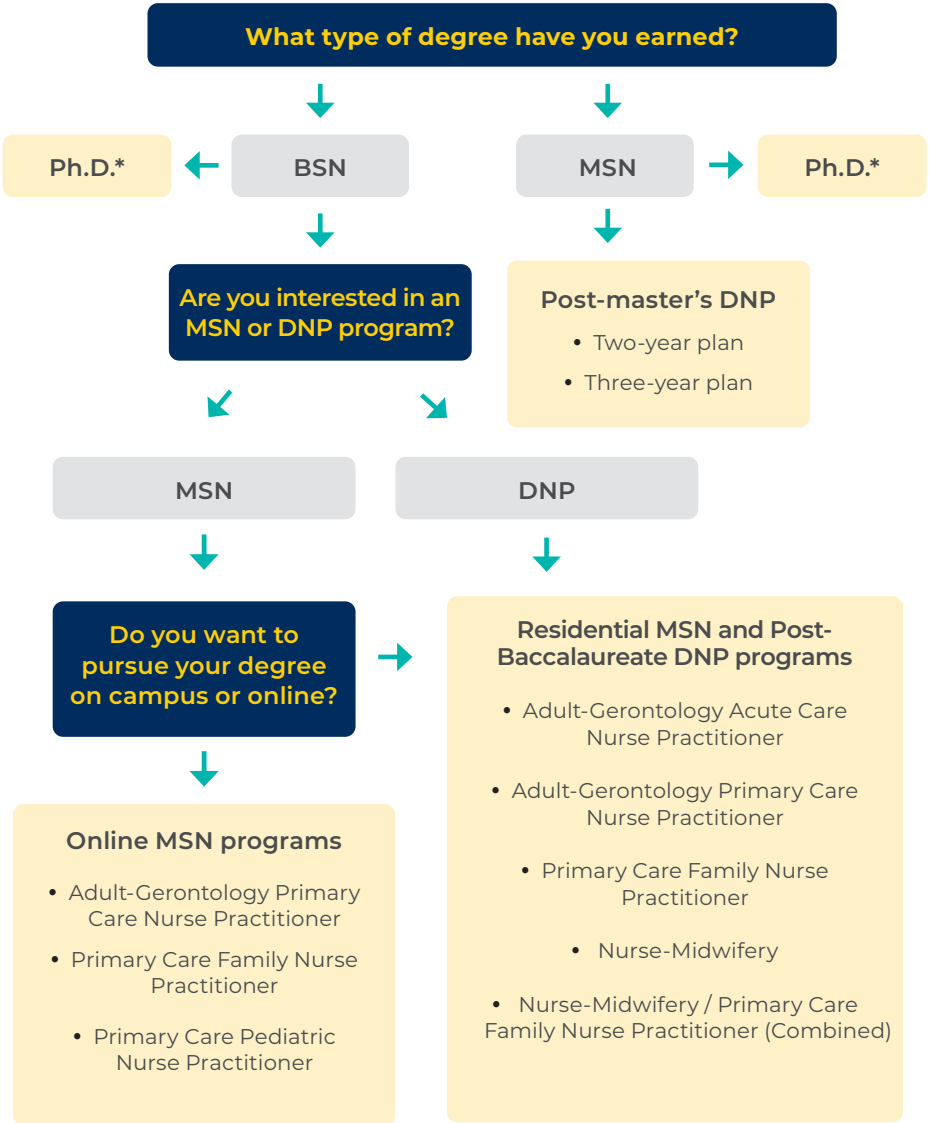 What type of degree have you earned?
Ph.D.*
BSN
MSN
Ph.D.*
Are you interested in an
MSN or DNP program?
Post-master's DNP
• Two-year plan
• Three-year plan
MSN
DNP
Do you want to
pursue your degree
on campus or online?
Residential MSN and Post-
Baccalaureate DNP programs
• Adult-Gerontology Acute Care
Nurse Practitioner
• Adult-Gerontology Primary Care
Nurse Practitioner
• Primary Care Family Nurse
Practitioner
• Nurse-Midwifery
• Nurse-Midwifery / Primary Care
Family Nurse Practitioner (Combined)
Online MSN programs
• Adult-Gerontology Primary
Care Nurse Practitioner
• Primary Care Family Nurse
Practitioner
• Primary Care Pediatric
Nurse Practitioner